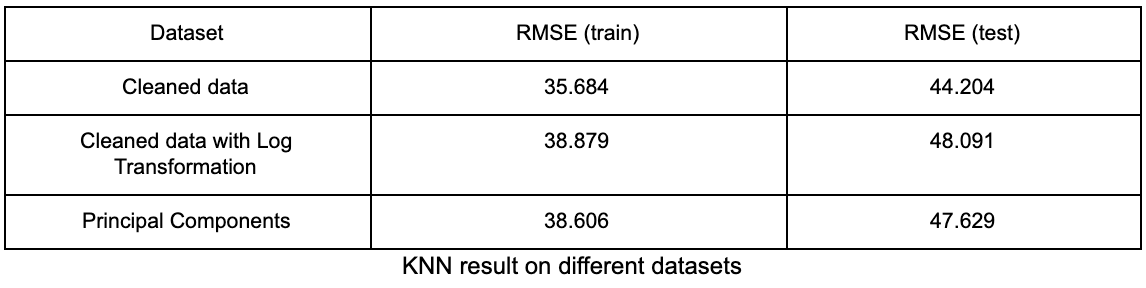 Dataset RMSE (train) RMSE (test)
Cleaned data 35.684 44.204
Cleaned data with Log 38.879 48.091
Transformation
Principal Components 38.606 47.629
KNN result on different datasets